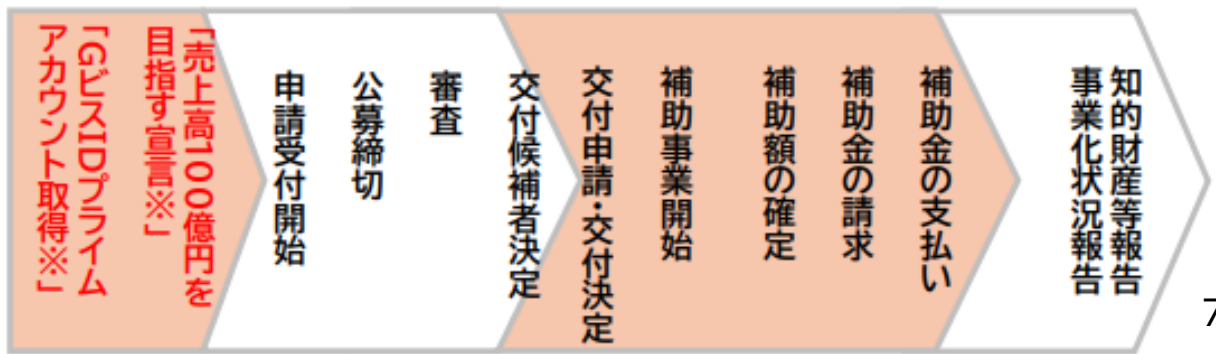 「GビスIDプライム
アカウント取得※」
「売上高100億円を
目指す宣言※」
申請受付開始
公募締切
審査
交付候補者決定
交付申請・交付決定
補助事業開始
補助額の確定
補助金の請求
補助金の支払い
知的財産等報告
事業化状況報告
7